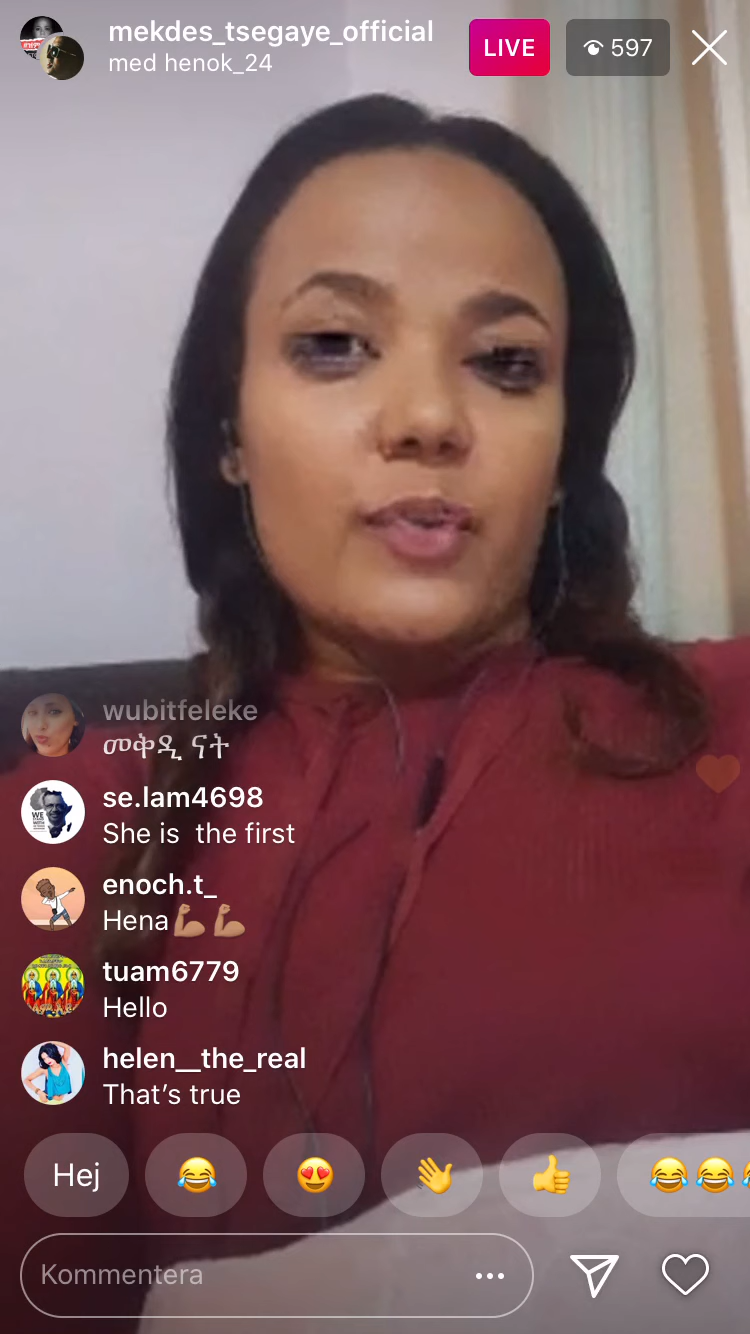 mekdes_tsegaye_official
med henok_24
LIVE
597
wubitfeleke
መቅዲ ናት
se.lam4698
She is the first
enoch.t_
Hena💪🏽💪🏽
tuam6779
Hello
helen__the_real
That’s true
Hej 😂 😍 👋 👍 😂😂
Kommentera